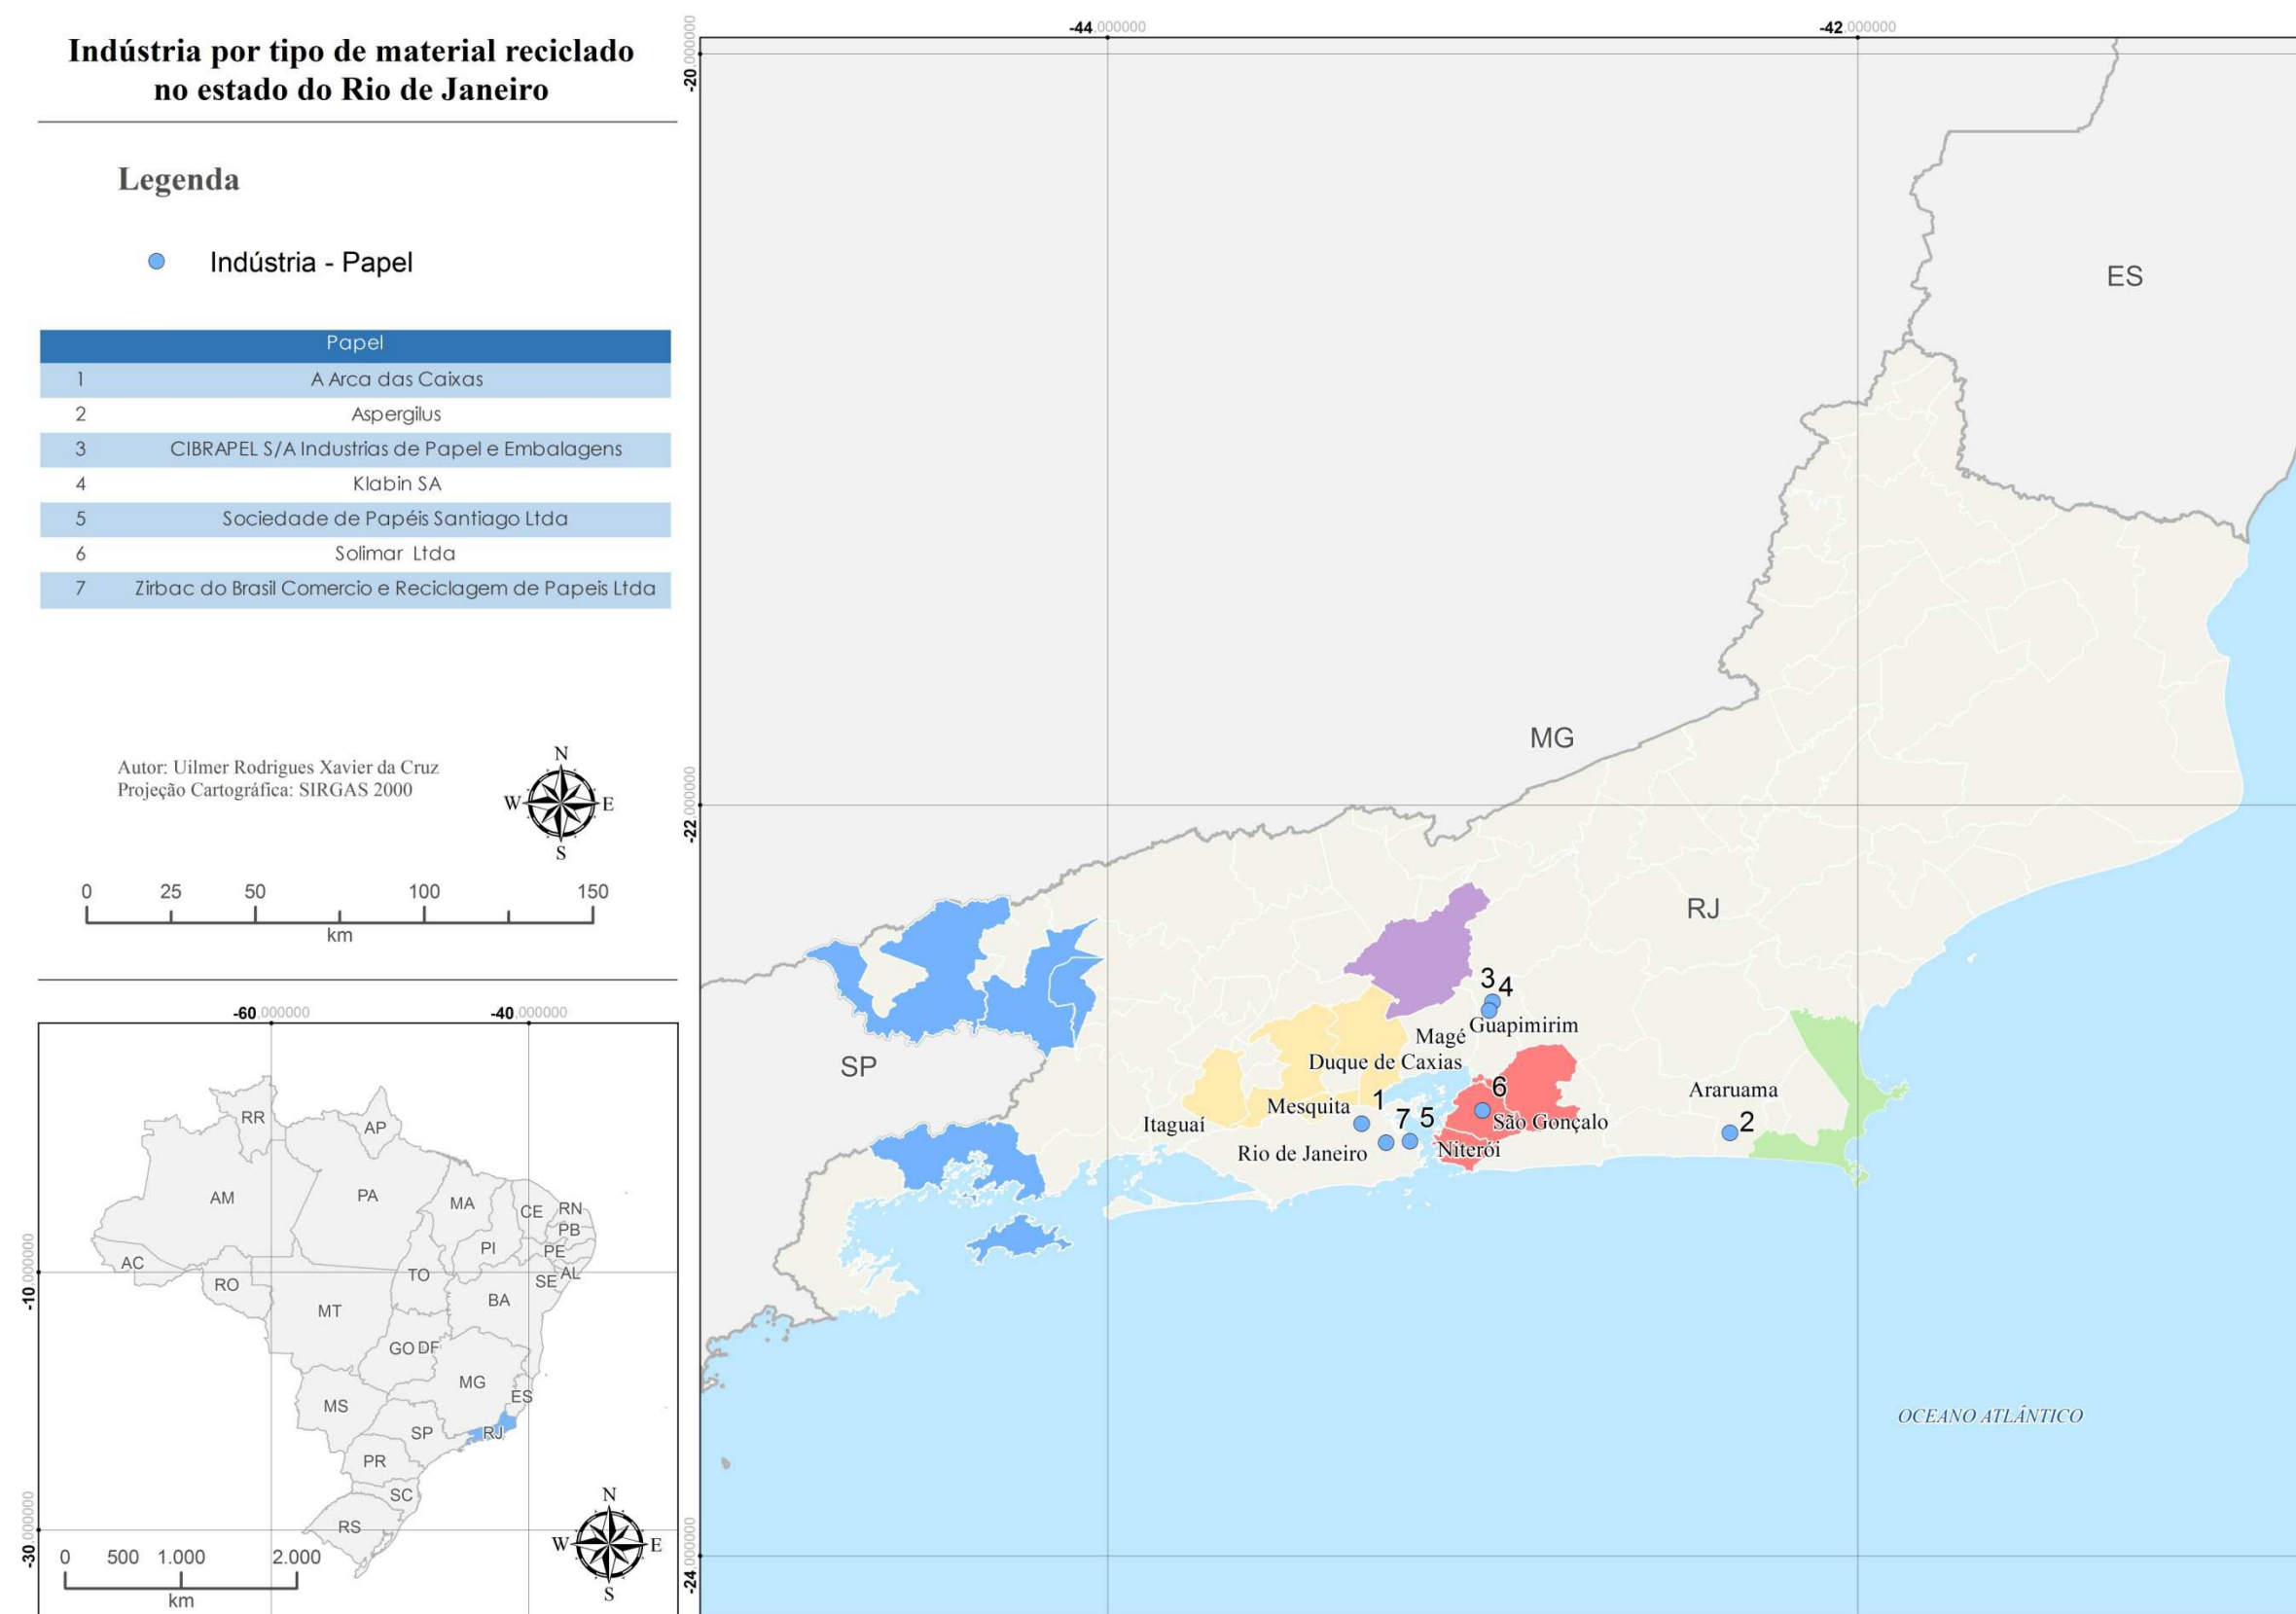 Indústria por tipo de material reciclado
no estado do Rio de Janeiro
Legenda
Indústria - Papel
Papel
1 A Arca das Caixas
2 Aspergilus
3 CIBRAPEL S/A Industrias de Papel e Embalagens
4 Klabin SA
5 Sociedade de Papéis Santiago Ltda
6 Solimar Ltda
7 Zirbac do Brasil Comercio e Reciclagem de Papeis Ltda
Autor: Uilmer Rodrigues Xavier da Cruz
Projeção Cartográfica: SIRGAS 2000
N
W E
S
0 25 50 100 150
km
-60.000000 -40.000000
-10.000000
-30.000000
RR
AP
AM
PA
MA
CE
RN
PB
PI
PE
AC
AL
TO
SE
RO
BA
MT
GO DF
MG
ES
MS
SP
RJ
PR
SC
RS
N
W E
S
0 500 1.000 2.000
km
-44.000000 -42.000000
-20.000000
-22.000000
-24.000000
ES
MG
RJ
SP
3 4
Guapimirim
Magé
Duque de Caxias
6
Araruama
Mesquita 1
7 5
2
Itaguaí
São Gonçalo
Rio de Janeiro
Niterói
OCEANO ATLÂNTICO